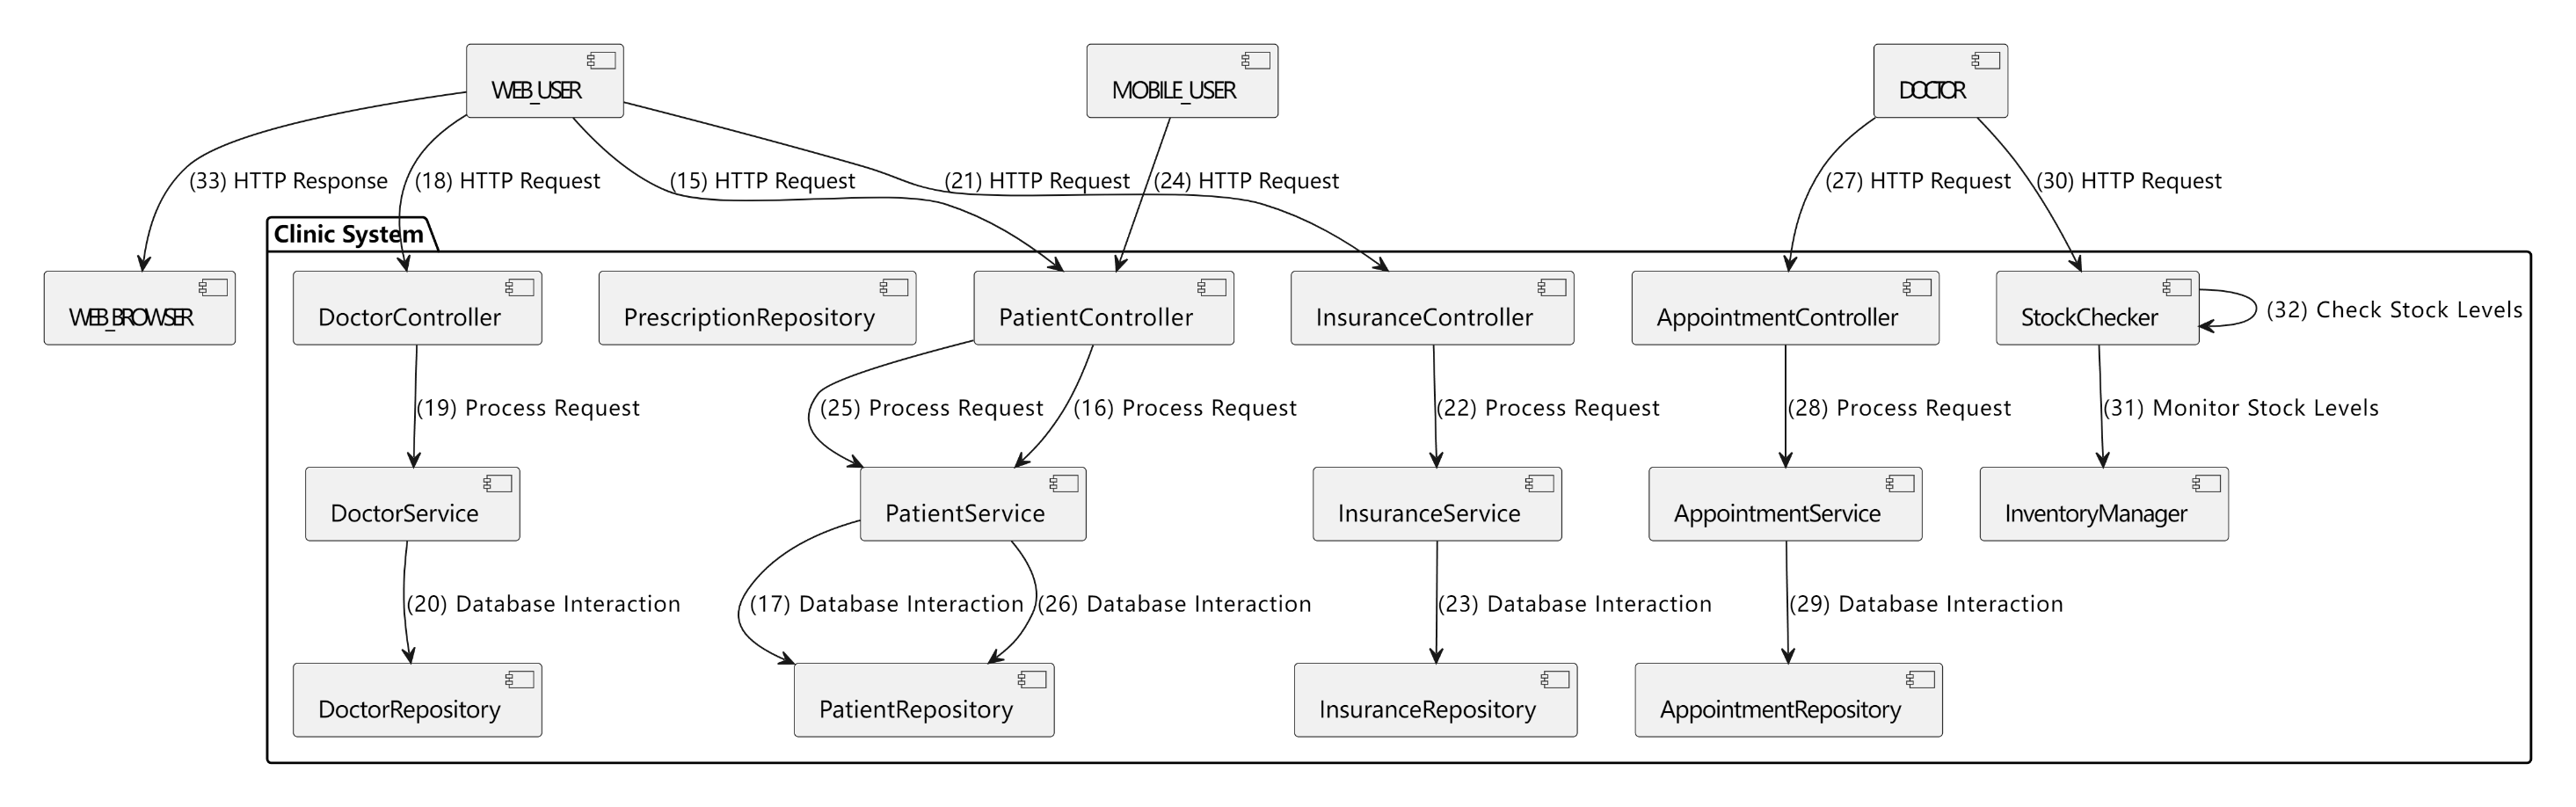 WEB_USER
MOBILE_USER
DOCTOR
(33) HTTP Response
(18) HTTP Request
(15) HTTP Request
(21) HTTP Request
(24) HTTP Request
(27) HTTP Request
(30) HTTP Request
Clinic System
WEB_BROWSER
DoctorController
PrescriptionRepository
PatientController
InsuranceController
AppointmentController
StockChecker
(32) Check Stock Levels
(19) Process Request
(25) Process Request
(16) Process Request
(22) Process Request
(28) Process Request
(31) Monitor Stock Levels
DoctorService
PatientService
InsuranceService
AppointmentService
InventoryManager
(20) Database Interaction
(17) Database Interaction
(26) Database Interaction
(23) Database Interaction
(29) Database Interaction
DoctorRepository
PatientRepository
InsuranceRepository
AppointmentRepository